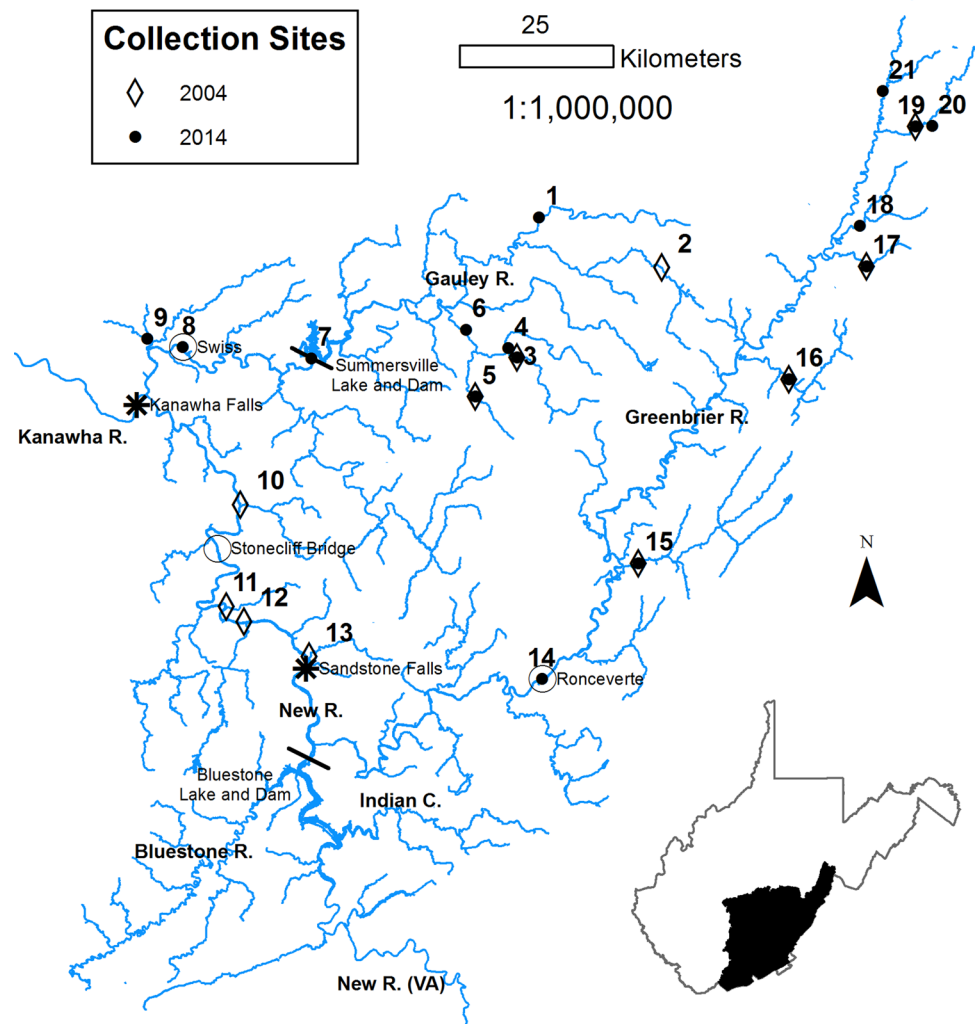 Collection Sites
2004
2014
25
Kilometers
1:1,000,000
21
19
20
1
18
2
17
Gauley R.
6
9
8
4
Swiss
7
3
Summersville
Lake and Dam
16
5
Kanawha Falls
Greenbrier R.
Kanawha R.
10
N
15
Stonecliff Bridge
11
12
13
14
Sandstone Falls
Ronceverte
New R.
Bluestone
Lake and Dam
Indian C.
Bluestone R.
New R. (VA)